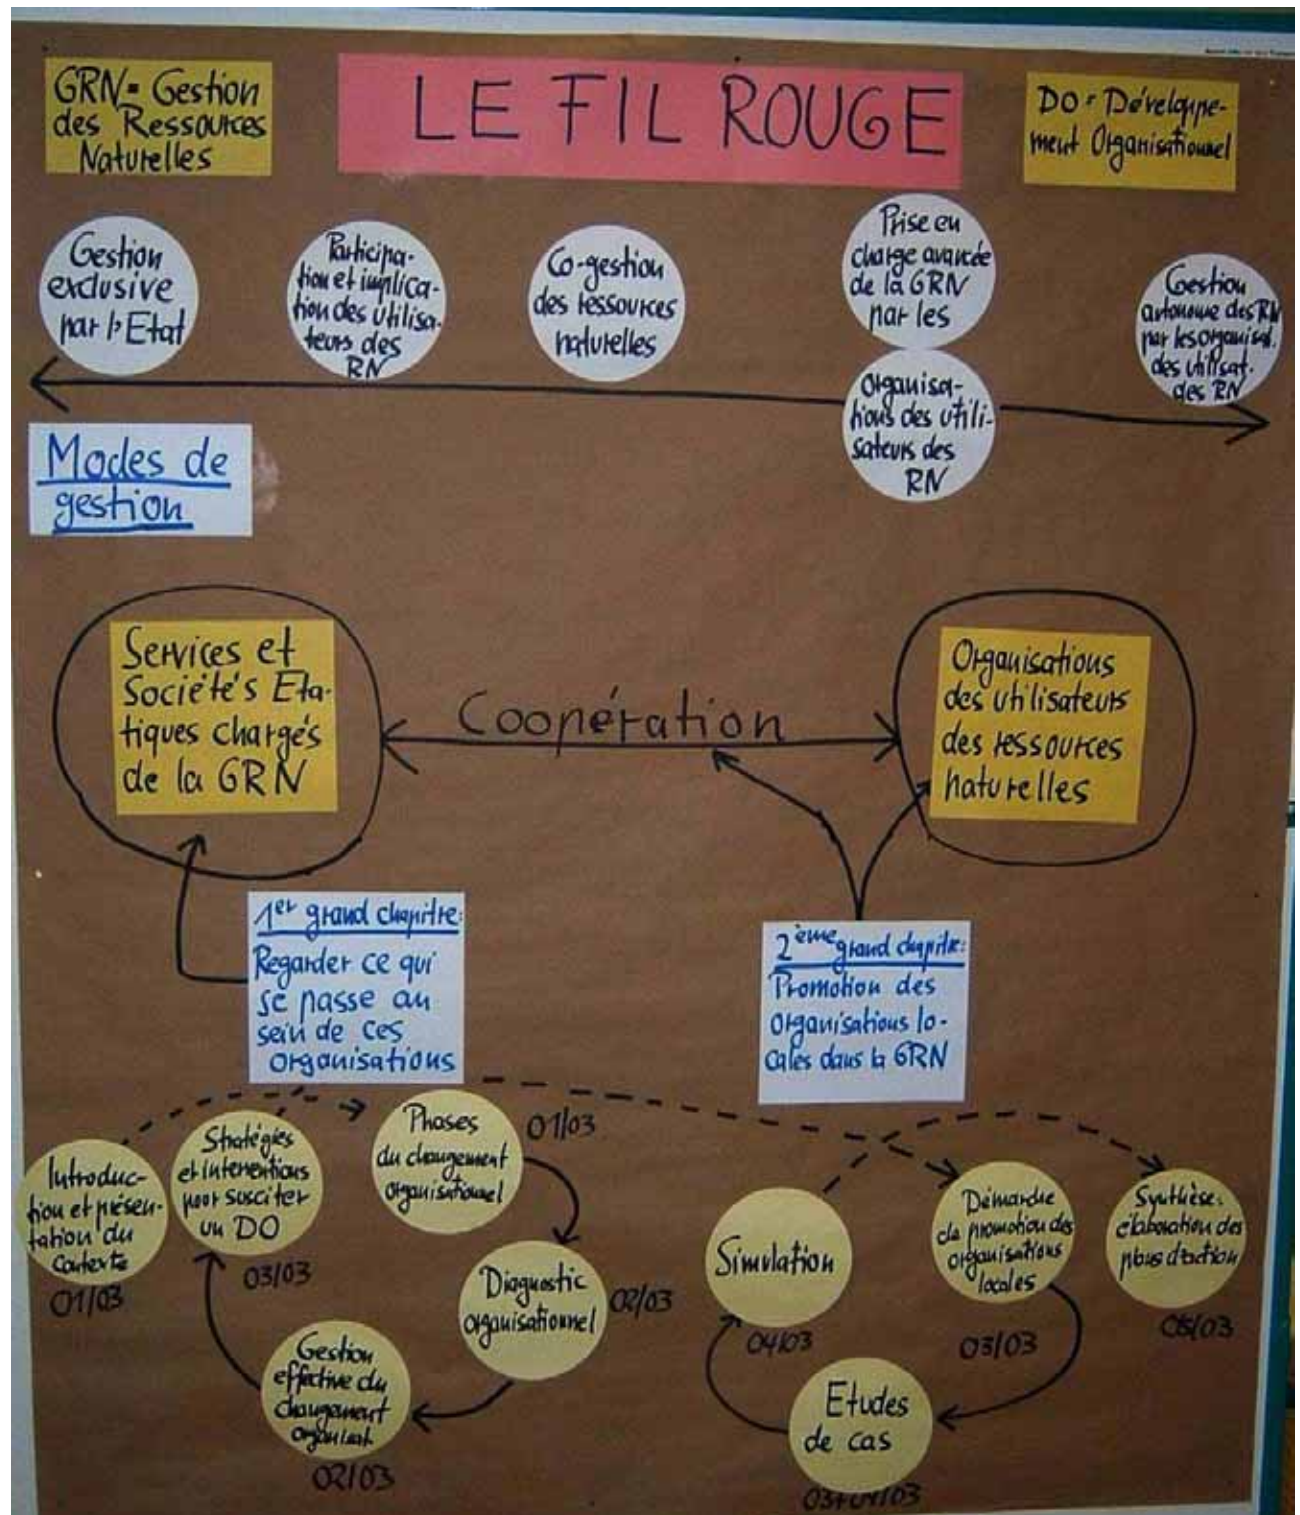 GRN = Gestion
des Ressources
Naturelles
LE FIL ROUGE
DO = Développe-
ment Organisationnel
Gestion
exclusive
par l'Etat
Participa-
tion et implica-
tion des utilisa-
teurs des
RN
Co-gestion
des ressources
naturelles
Prise en
charge avancée
de la GRN
par les
Organisa-
tions des utili-
sateurs des
RN
Gestion
autonome des RN
par les organisat.
des utilisat.
des RN
Modes de
gestion
Services et
Sociétés Eta-
tiques chargés
de la GRN
Coopération
Organisations
des utilisateurs
des ressources
naturelles
1er grand chapitre:
Regarder ce qui
se passe au
sein de ces
organisations
2ème grand chapitre:
Promotion des
organisations lo-
cales dans la GRN
Introduc-
tion et présen-
tation du
contexte
01/03
Stratégies
et interventions
pour susciter
un DO
03/03
Phases
du changement
organisationnel
01/03
Diagnostic
organisationnel
02/03
Gestion
effective du
changement
organisat.
02/03
Simulation
04/03
Démarche
de promotion des
organisations
locales
03/03
Etudes
de cas
03+04/03
Synthèse:
élaboration des
plans d'action
05/03